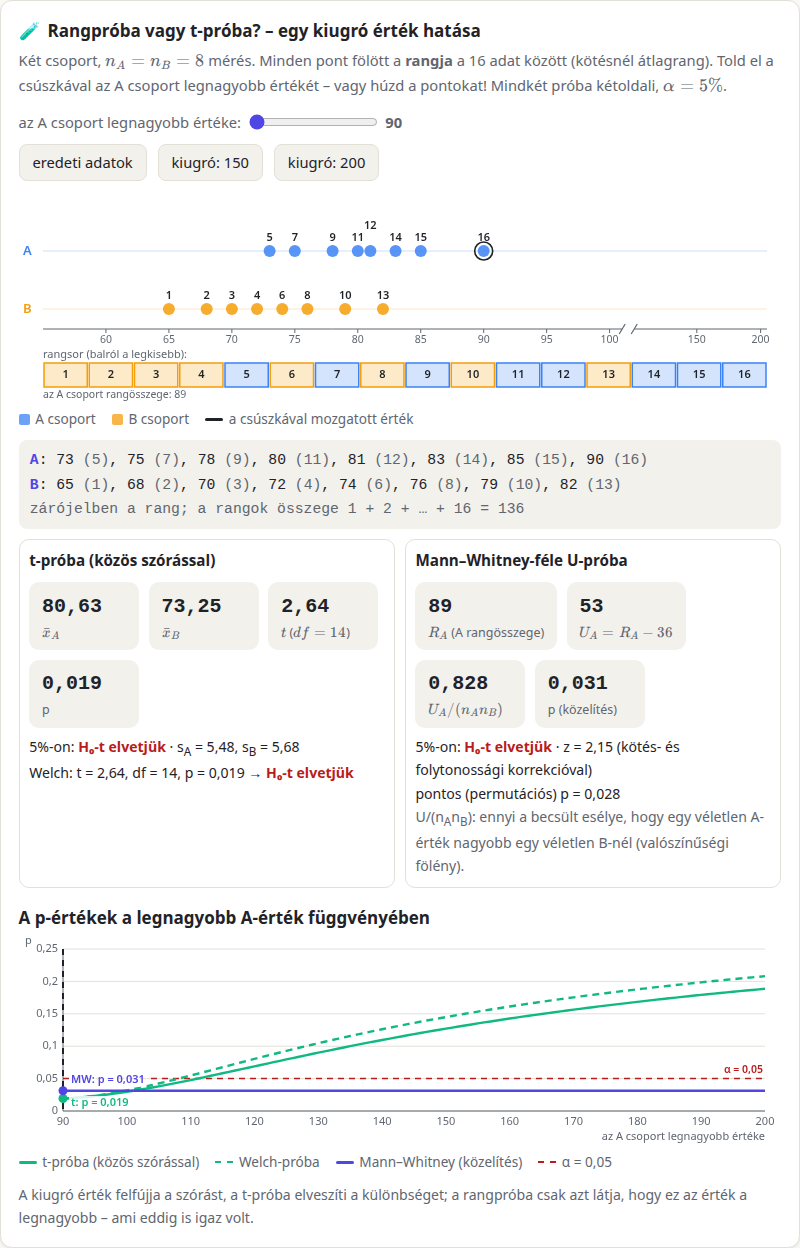 🧪 Rangpróba vagy t-próba? – egy kiugró érték hatása
Két csoport, n_A = n_B = 8 mérés. Minden pont fölött a rangja a 16 adat között (kötésnél átlagrang). Told el a
csúszkával az A csoport legnagyobb értékét – vagy húzd a pontokat! Mindkét próba kétoldali, α = 5%.
az A csoport legnagyobb értéke: 90
eredeti adatok kiugró: 150 kiugró: 200
12
5 7 9 11 14 15 16
A
1 2 3 4 6 8 10 13
B
60 65 70 75 80 85 90 95 100 150 200
rangsor (balról a legkisebb):
1 2 3 4 5 6 7 8 9 10 11 12 13 14 15 16
az A csoport rangösszege: 89
A csoport B csoport a csúszkával mozgatott érték
A: 73 (5), 75 (7), 78 (9), 80 (11), 81 (12), 83 (14), 85 (15), 90 (16)
B: 65 (1), 68 (2), 70 (3), 72 (4), 74 (6), 76 (8), 79 (10), 82 (13)
zárójelben a rang; a rangok összege 1 + 2 + … + 16 = 136
t-próba (közös szórással)
80,63 73,25 2,64
x̄_A x̄_B t (df = 14)
0,019
p
5%-on: H₀-t elvetjük · s_A = 5,48, s_B = 5,68
Welch: t = 2,64, df = 14, p = 0,019 → H₀-t elvetjük
Mann–Whitney-féle U-próba
89 53
R_A (A rangösszege) U_A = R_A − 36
0,828 0,031
U_A/(n_A n_B) p (közelítés)
5%-on: H₀-t elvetjük · z = 2,15 (kötés- és
folytonossági korrekcióval)
pontos (permutációs) p = 0,028
U/(n_A n_B): ennyi a becsült esélye, hogy egy véletlen A-
érték nagyobb egy véletlen B-nél (valószínűségi
fölény).
A p-értékek a legnagyobb A-érték függvényében
p
0,25
0,2
0,15
0,1
0,05
0
α = 0,05
MW: p = 0,031
t: p = 0,019
90 100 110 120 130 140 150 160 170 180 190 200
az A csoport legnagyobb értéke
t-próba (közös szórással) Welch-próba Mann–Whitney (közelítés) α = 0,05
A kiugró érték felfújja a szórást, a t-próba elveszíti a különbséget; a rangpróba csak azt látja, hogy ez az érték a
legnagyobb – ami eddig is igaz volt.